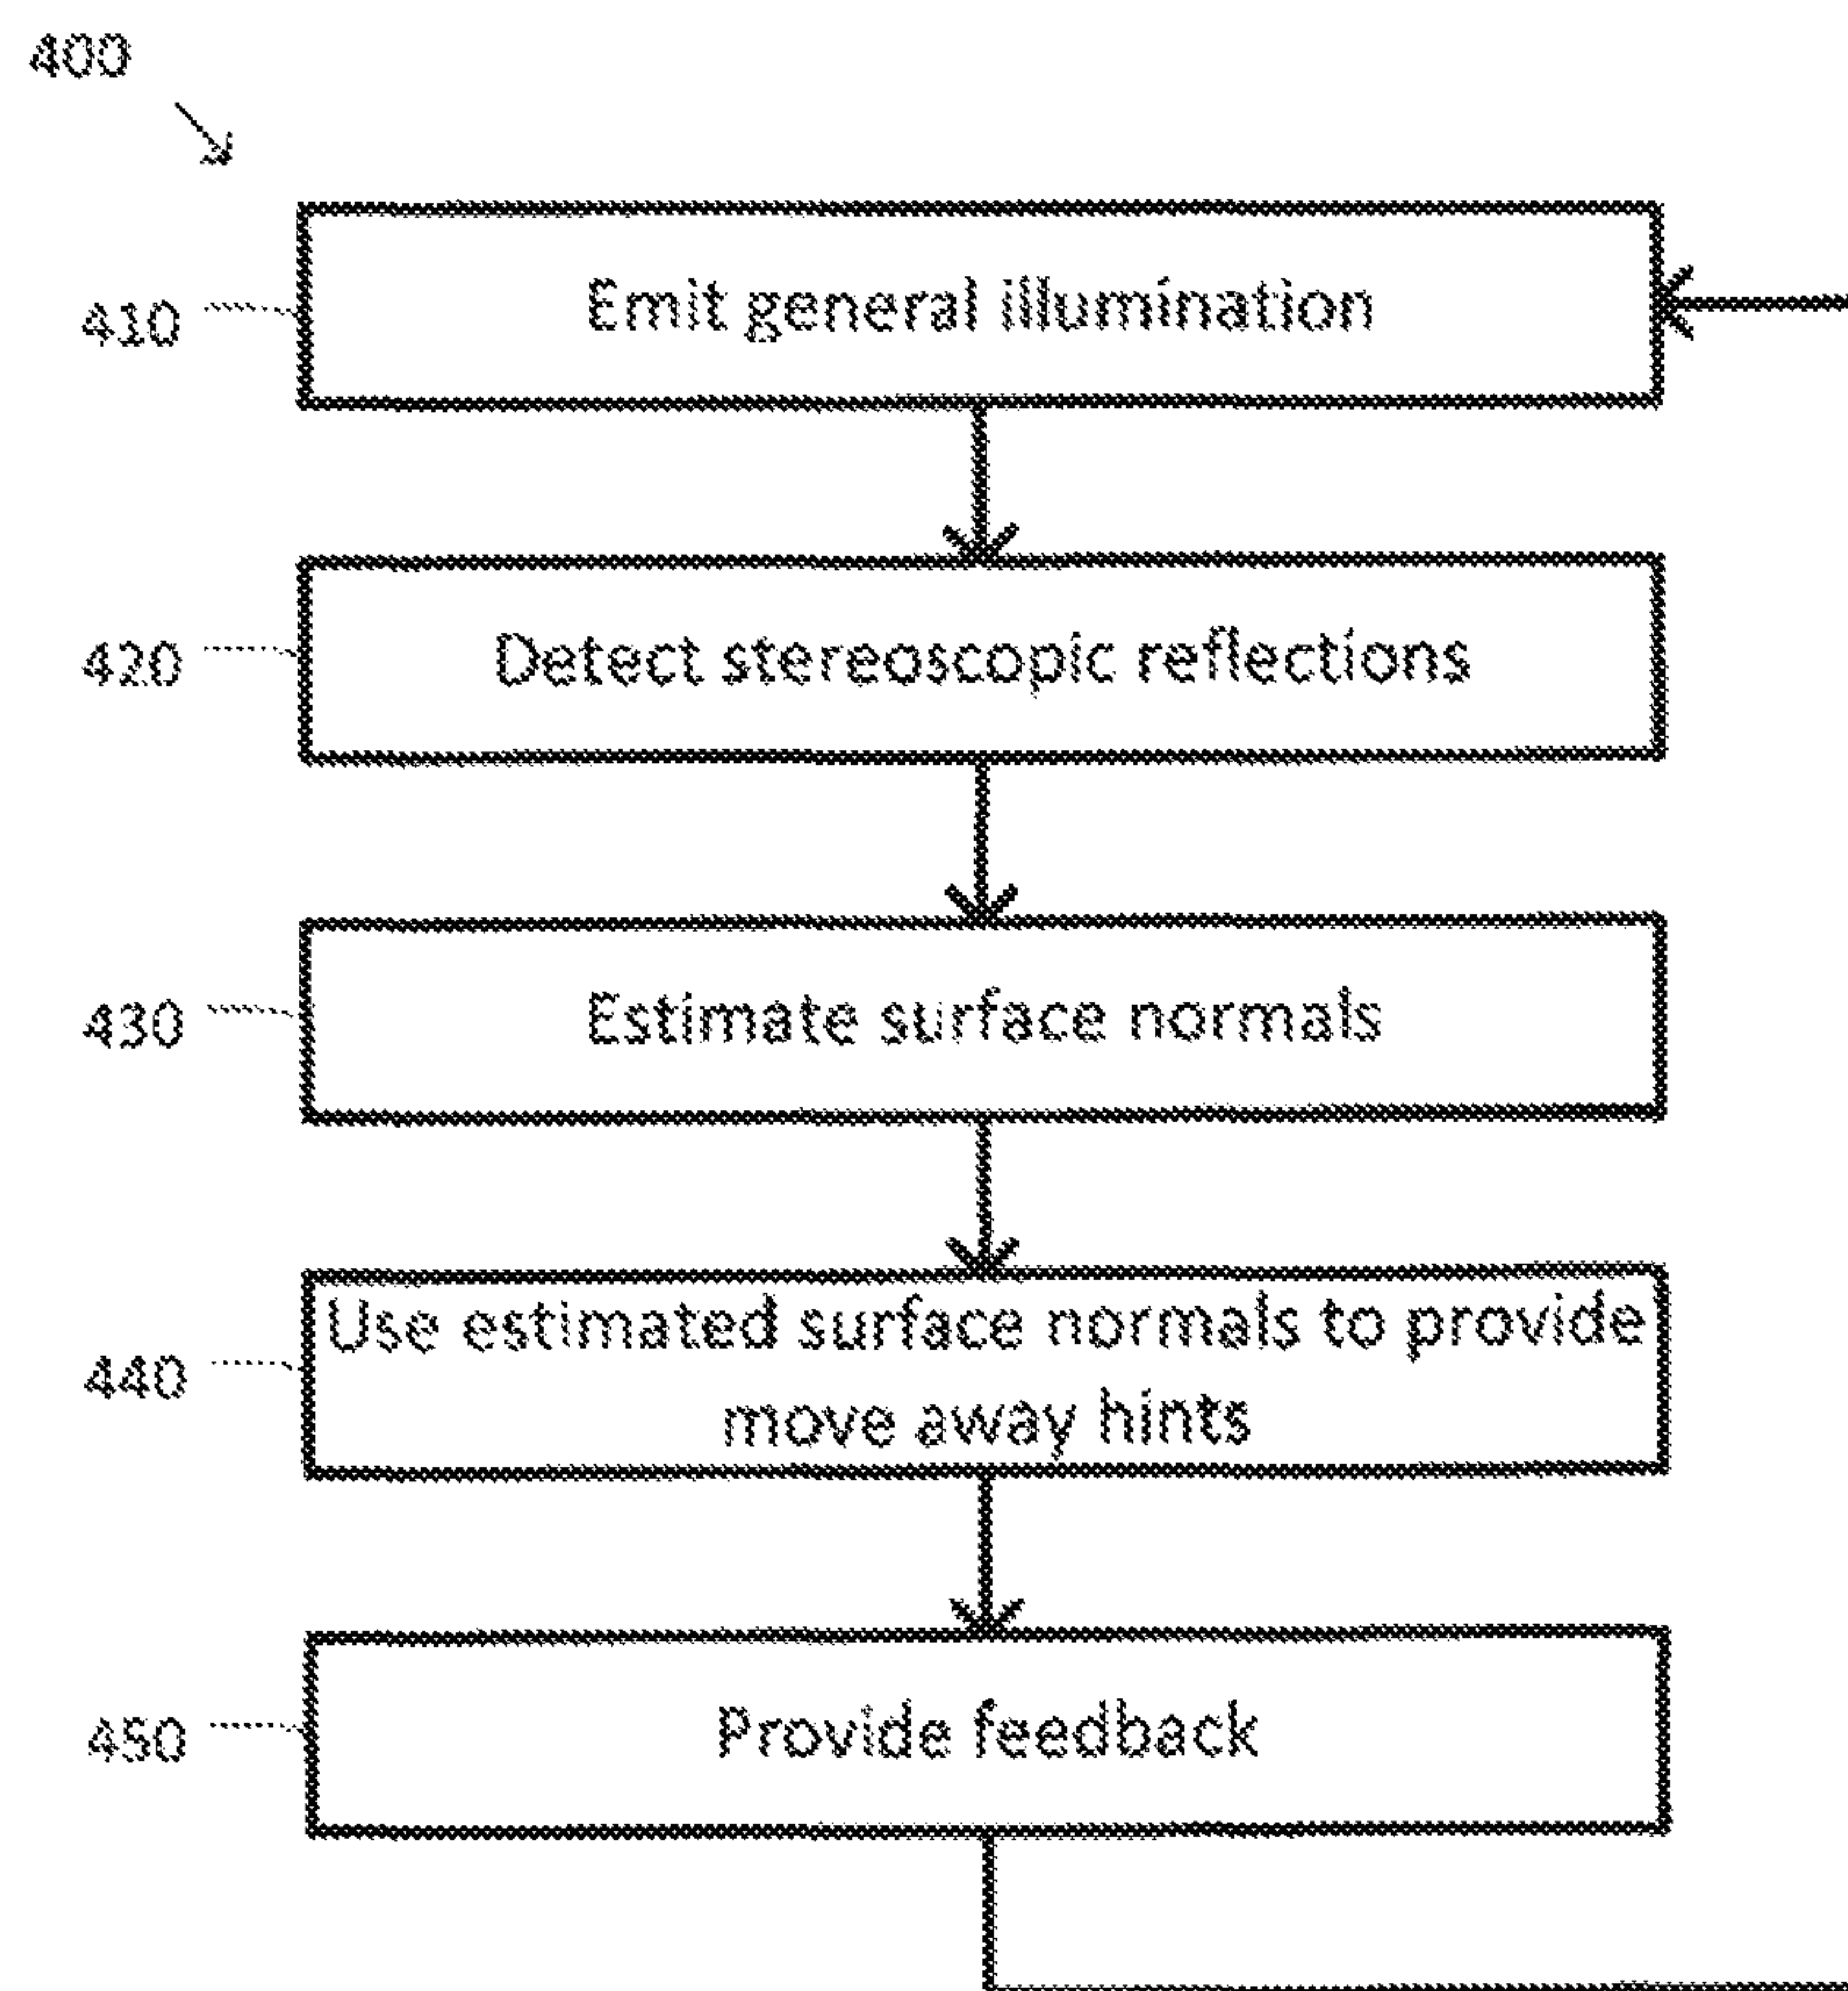 400
410
Emit general illumination
420
Detect stereoscopic reflections
430
Estimate surface normals
440
Use estimated surface normals to provide
move away hints
450
Provide feedback